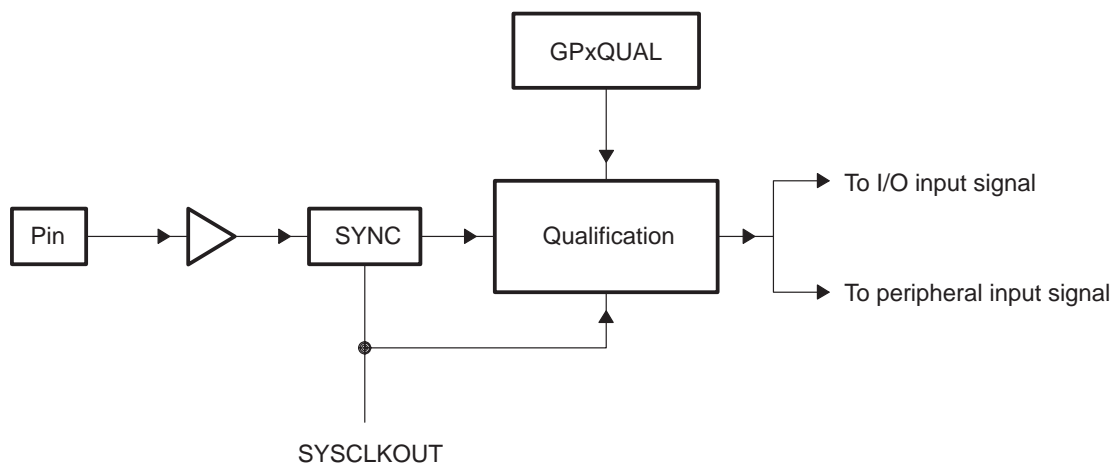 GPxQUAL
To I/O input signal
Pin
SYNC
Qualification
To peripheral input signal
SYSCLKOUT